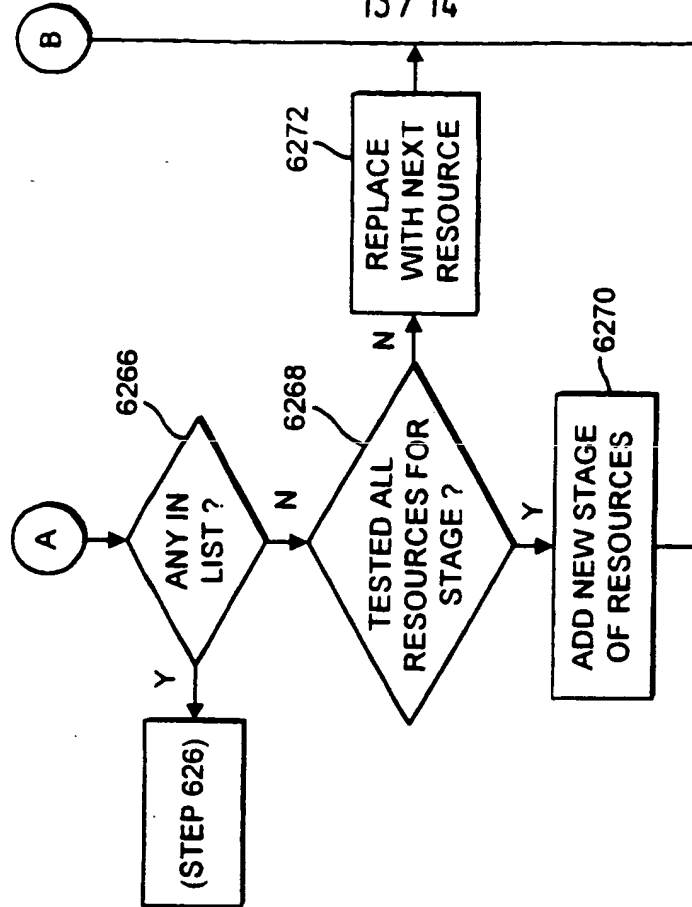 13 / 14
A
B
6266
ANY IN
LIST ?
Y
N
(STEP 626)
6268
TESTED ALL
RESOURCES FOR
STAGE ?
N
Y
6272
REPLACE
WITH NEXT
RESOURCE
6270
ADD NEW STAGE
OF RESOURCES